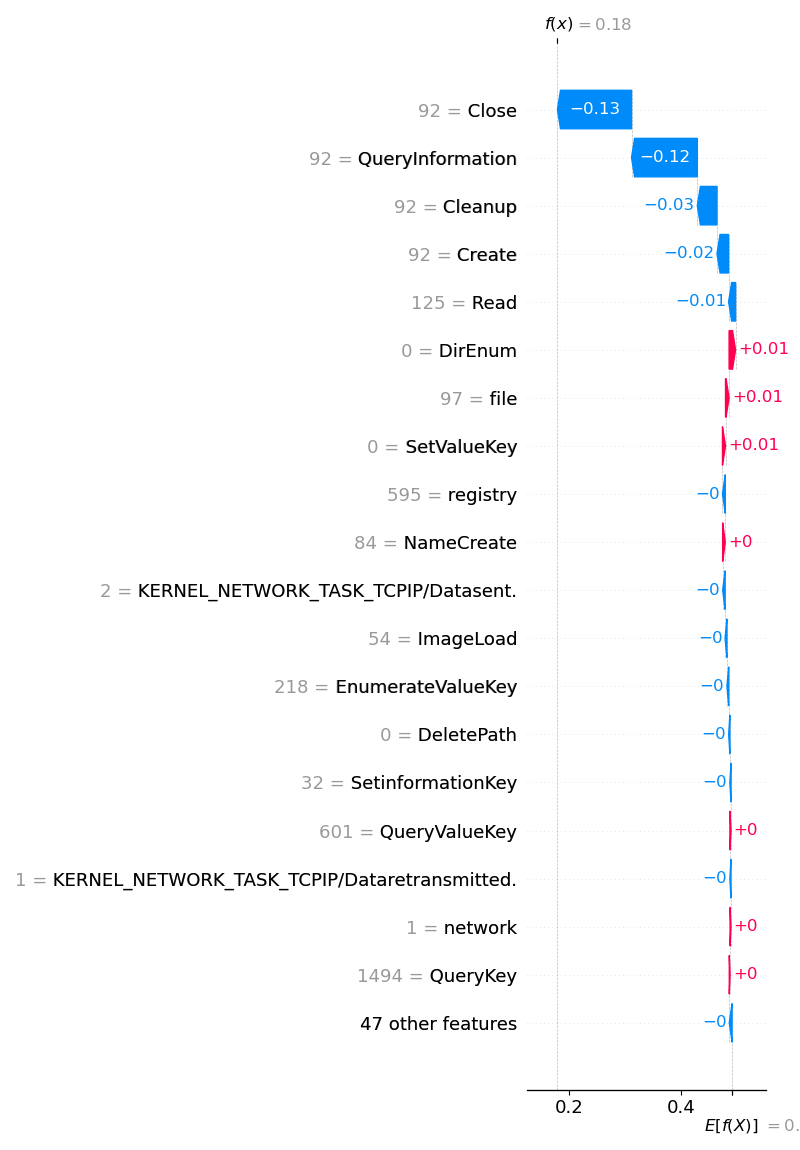 f(x) = 0.18
92 = Close −0.13
92 = QueryInformation −0.12
92 = Cleanup −0.03
92 = Create −0.02
125 = Read −0.01
0 = DirEnum +0.01
97 = file +0.01
0 = SetValueKey +0.01
595 = registry −0
84 = NameCreate +0
2 = KERNEL_NETWORK_TASK_TCPIP/Datasent. −0
54 = ImageLoad −0
218 = EnumerateValueKey −0
0 = DeletePath −0
32 = SetinformationKey −0
601 = QueryValueKey +0
1 = KERNEL_NETWORK_TASK_TCPIP/Dataretransmitted. −0
1 = network +0
1494 = QueryKey +0
47 other features −0
0.2 0.4
E[f(X)] = 0.